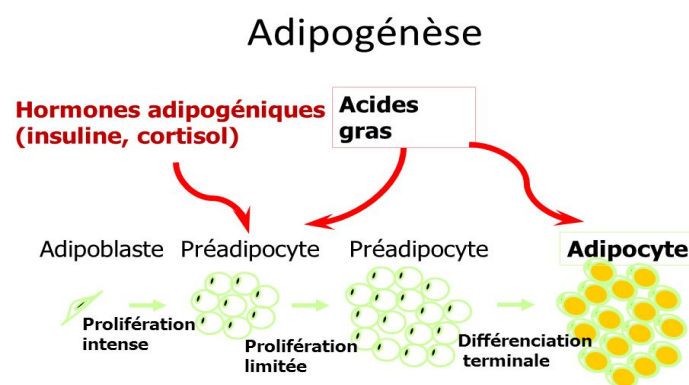 Adipogénèse
Hormones adipogéniques
(insuline, cortisol)
Acides
gras
Adipoblaste
Préadipocyte
Préadipocyte
Adipocyte
Prolifération
intense
Prolifération
limitée
Différenciation
terminale